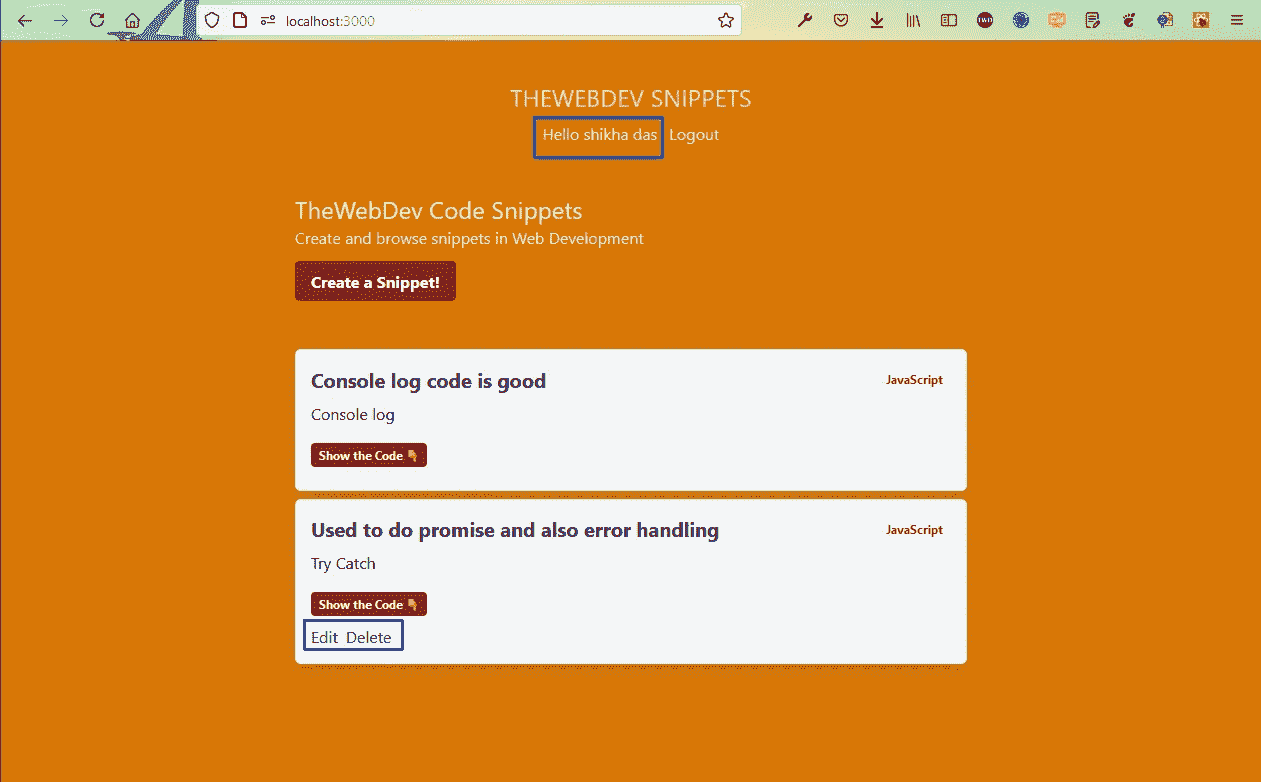 localhost:3000
THEWEBDEV SNIPPETS
Hello shikha das Logout
TheWebDev Code Snippets
Create and browse snippets in Web Development
Create a Snippet!
Console log code is good JavaScript
Console log
Show the Code 👇
Used to do promise and also error handling JavaScript
Try Catch
Show the Code 👇
Edit Delete